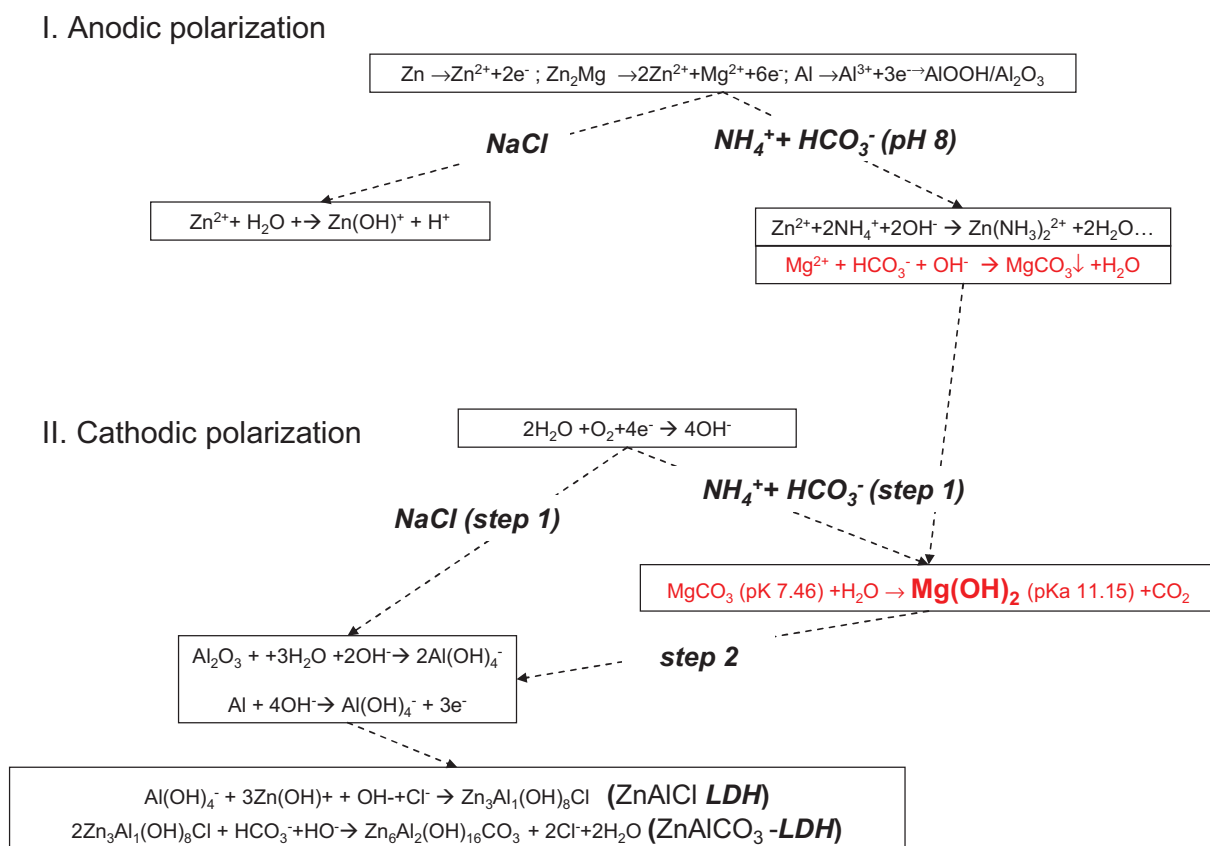 I. Anodic polarization
Zn →Zn²⁺+2e⁻ ; Zn₂Mg →2Zn²⁺+Mg²⁺+6e⁻; Al →Al³⁺+3e⁻→AlOOH/Al₂O₃
NaCl
NH₄⁺+ HCO₃⁻ (pH 8)
Zn²⁺+ H₂O +→ Zn(OH)⁺ + H⁺
Zn²⁺+2NH₄⁺+2OH⁻ → Zn(NH₃)₂²⁺ +2H₂O…
Mg²⁺ + HCO₃⁻ + OH⁻ → MgCO₃↓ +H₂O
II. Cathodic polarization
2H₂O +O₂+4e⁻ → 4OH⁻
NH₄⁺+ HCO₃⁻ (step 1)
NaCl (step 1)
MgCO₃ (pK 7.46) +H₂O → Mg(OH)₂ (pKa 11.15) +CO₂
step 2
Al₂O₃ + +3H₂O +2OH⁻→ 2Al(OH)₄⁻
Al + 4OH⁻→ Al(OH)₄⁻ + 3e⁻
Al(OH)₄⁻ + 3Zn(OH)+ + OH-+Cl⁻ → Zn₃Al₁(OH)₈Cl (ZnAlCl LDH)
2Zn₃Al₁(OH)₈Cl + HCO₃⁻+HO⁻→ Zn₆Al₂(OH)₁₆CO₃ + 2Cl⁻+2H₂O (ZnAlCO₃ -LDH)